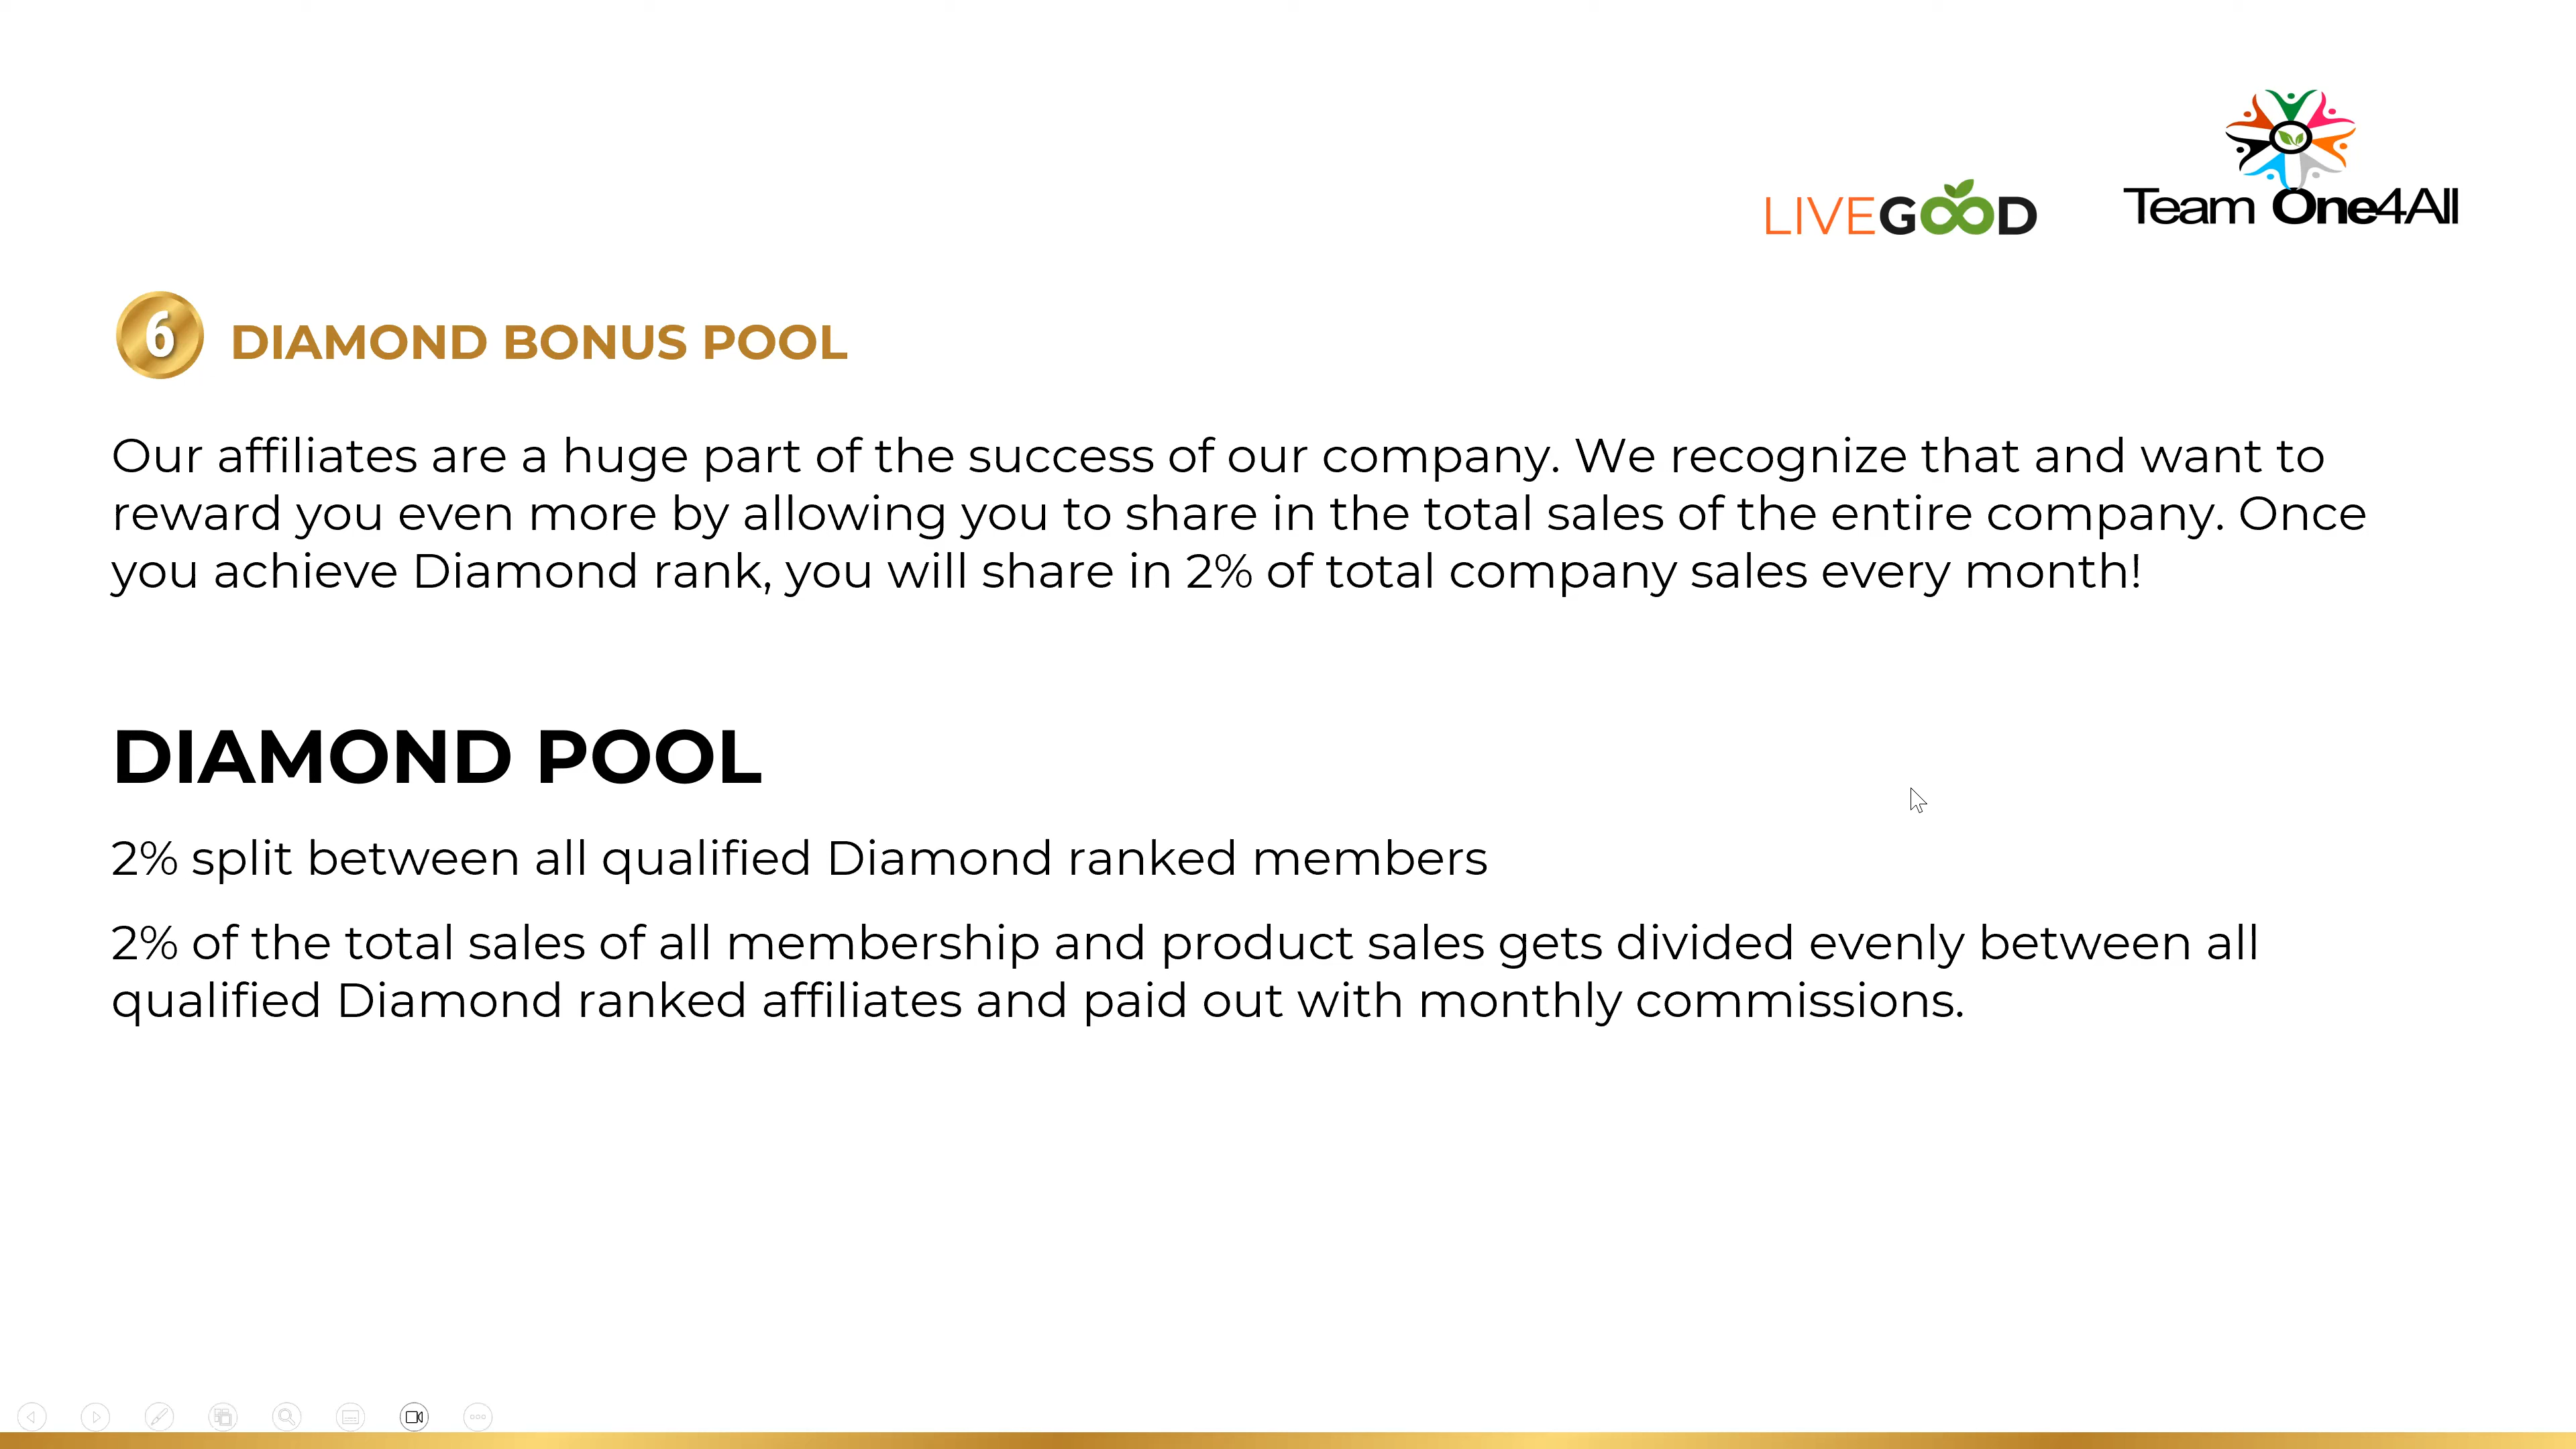 LIVEGOOD
Team One4All
6 DIAMOND BONUS POOL
Our affiliates are a huge part of the success of our company. We recognize that and want to
reward you even more by allowing you to share in the total sales of the entire company. Once
you achieve Diamond rank, you will share in 2% of total company sales every month!
DIAMOND POOL
2% split between all qualified Diamond ranked members
2% of the total sales of all membership and product sales gets divided evenly between all
qualified Diamond ranked affiliates and paid out with monthly commissions.